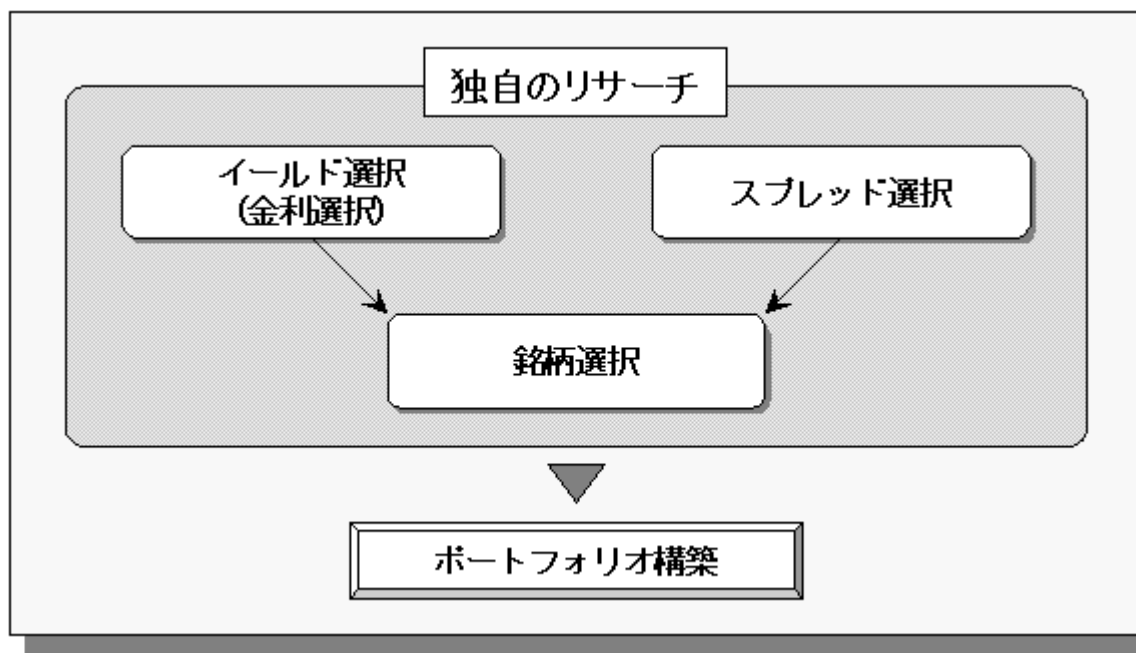 独自のリサーチ
イールド選択
(金利選択)
スプレッド選択
銘柄選択
ポートフォリオ構築